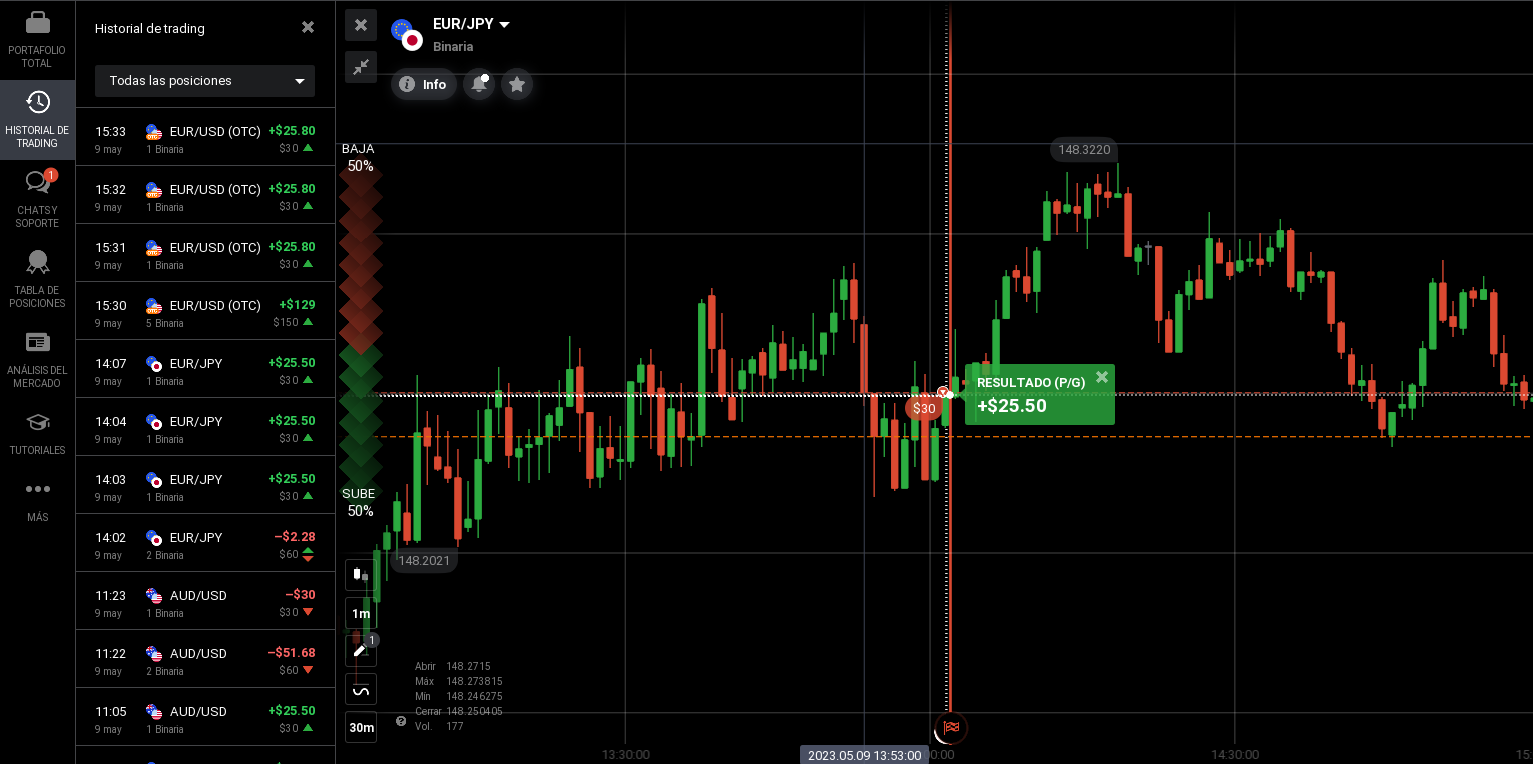 PORTAFOLIO
TOTAL
HISTORIAL DE
TRADING
1
CHATS Y
SOPORTE
TABLA DE
POSICIONES
ANÁLISIS DEL
MERCADO
TUTORIALES
MÁS
Historial de trading
Todas las posiciones
15:33 EUR/USD (OTC) +$25.80
9 may 1 Binaria $30
15:32 EUR/USD (OTC) +$25.80
9 may 1 Binaria $30
15:31 EUR/USD (OTC) +$25.80
9 may 1 Binaria $30
15:30 EUR/USD (OTC) +$129
9 may 5 Binaria $150
14:07 EUR/JPY +$25.50
9 may 1 Binaria $30
14:04 EUR/JPY +$25.50
9 may 1 Binaria $30
14:03 EUR/JPY +$25.50
9 may 1 Binaria $30
14:02 EUR/JPY –$2.28
9 may 2 Binaria $60
11:23 AUD/USD –$30
9 may 1 Binaria $30
11:22 AUD/USD –$51.68
9 may 2 Binaria $60
11:05 AUD/USD +$25.50
9 may 1 Binaria $30
EUR/JPY
Binaria
Info
BAJA
50%
148.3220
RESULTADO (P/G)
+$25.50
$30
SUBE
50%
148.2021
1m
1
30m
Abrir 148.2715
Máx 148.273815
Mín 148.246275
Cerrar 148.250405
Vol. 177
13:30:00
2023.05.09 13:53:00
14:30:00